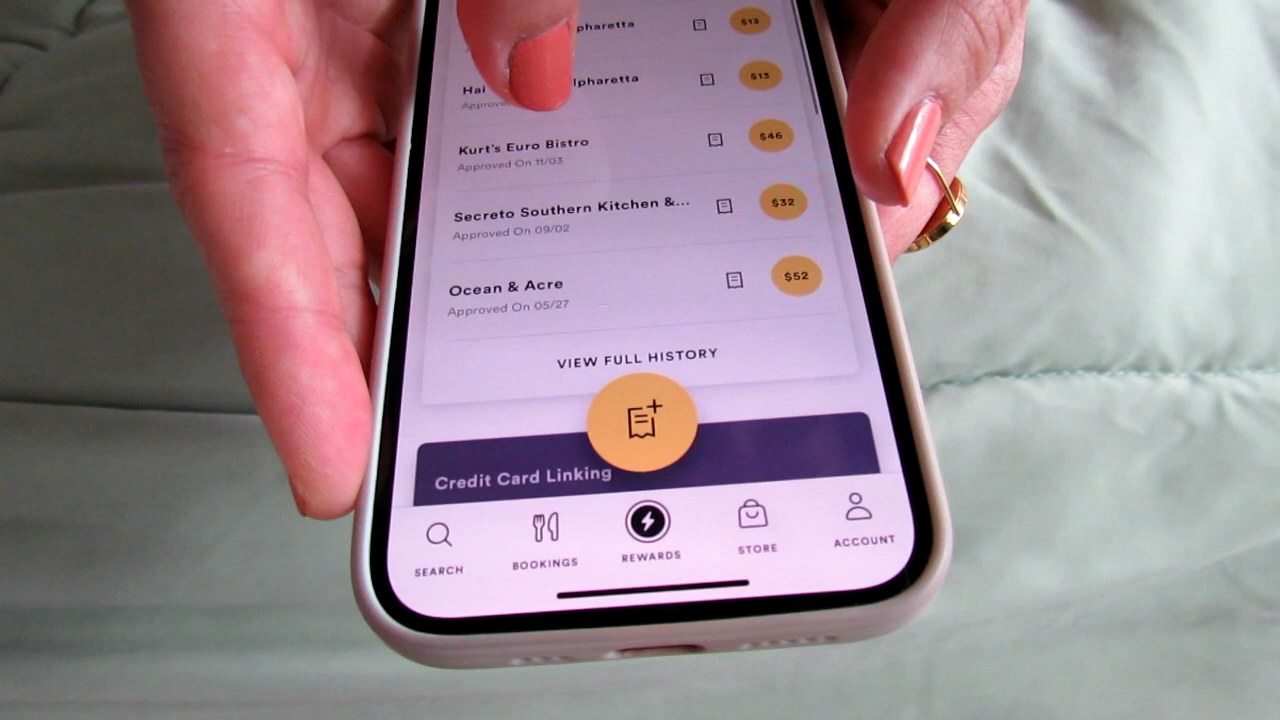 lpharetta
$13
Hai lpharetta
$13
Approve
Kurt's Euro Bistro
$46
Approved On 11/03
Secreto Southern Kitchen &...
$32
Approved On 09/02
Ocean & Acre
$52
Approved On 05/27
VIEW FULL HISTORY
Credit Card Linking
SEARCH
BOOKINGS
REWARDS
STORE
ACCOUNT